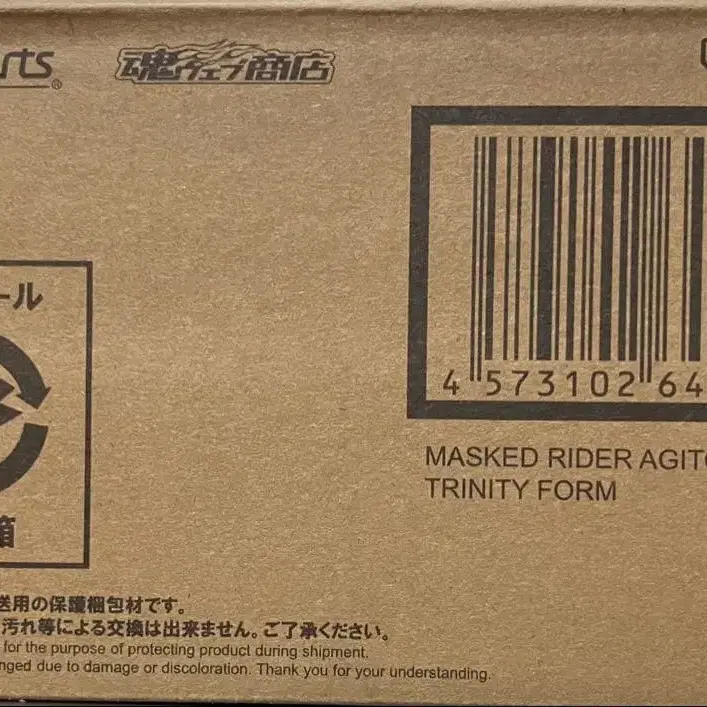 rts®
魂ウェブ商店
ール
箱
4 573102 64
MASKED RIDER AGITO
TRINITY FORM
送用の保護梱包材です。
汚れ等による交換は出来ません。ご了承ください。
for the purpose of protecting product during shipment.
nged due to damage or discoloration. Thank you for your understanding.